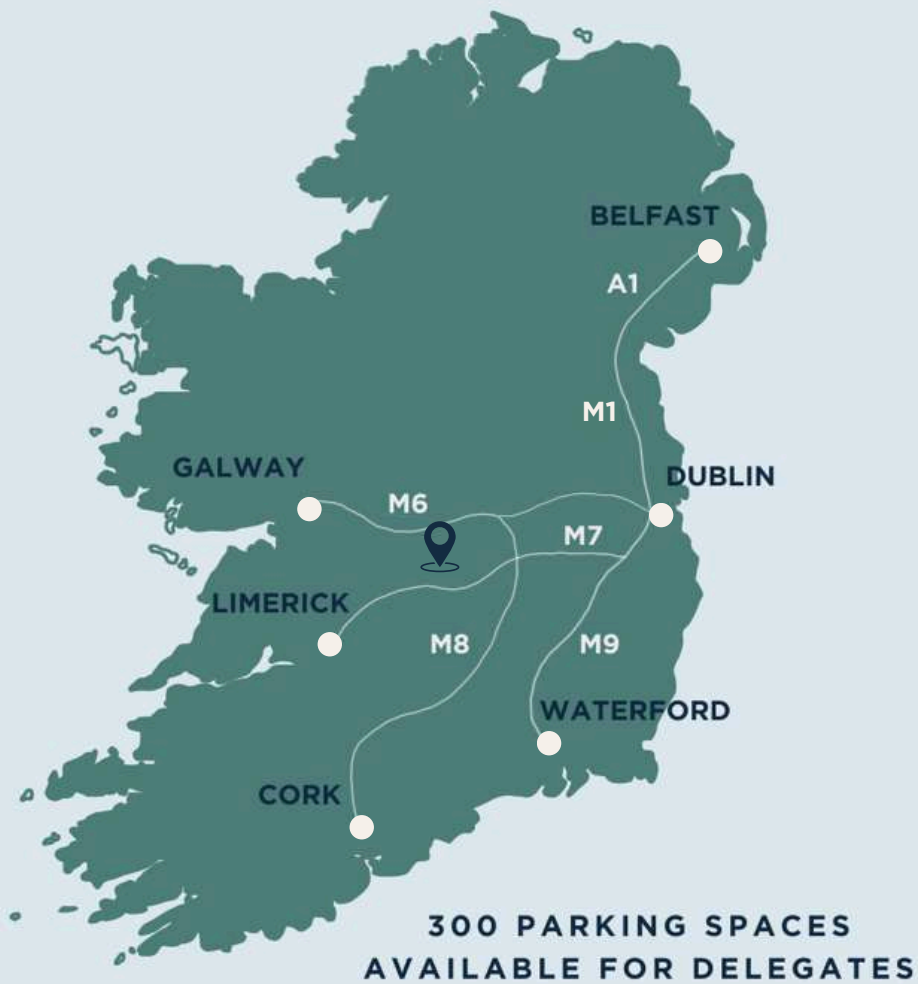 BELFAST
A1
M1
GALWAY
DUBLIN
M6
M7
LIMERICK
M8
M9
WATERFORD
CORK
300 PARKING SPACES
AVAILABLE FOR DELEGATES